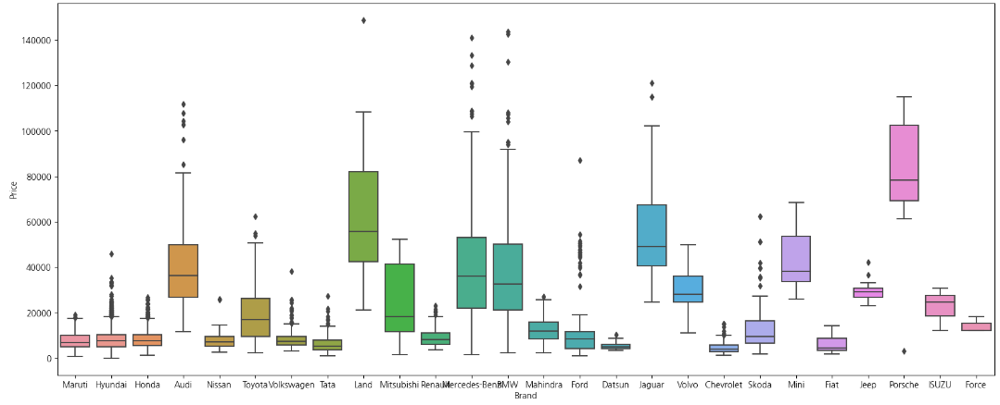 140000
120000
100000
80000
60000
40000
20000
0
Price
Maruti Hyundai Honda Audi Nissan Toyota Volkswagen Tata Land Mitsubishi Renault Mercedes-Benz BMW Mahindra Ford Datsun Jaguar Volvo Chevrolet Skoda Mini Fiat Jeep Porsche ISUZU Force
Brand